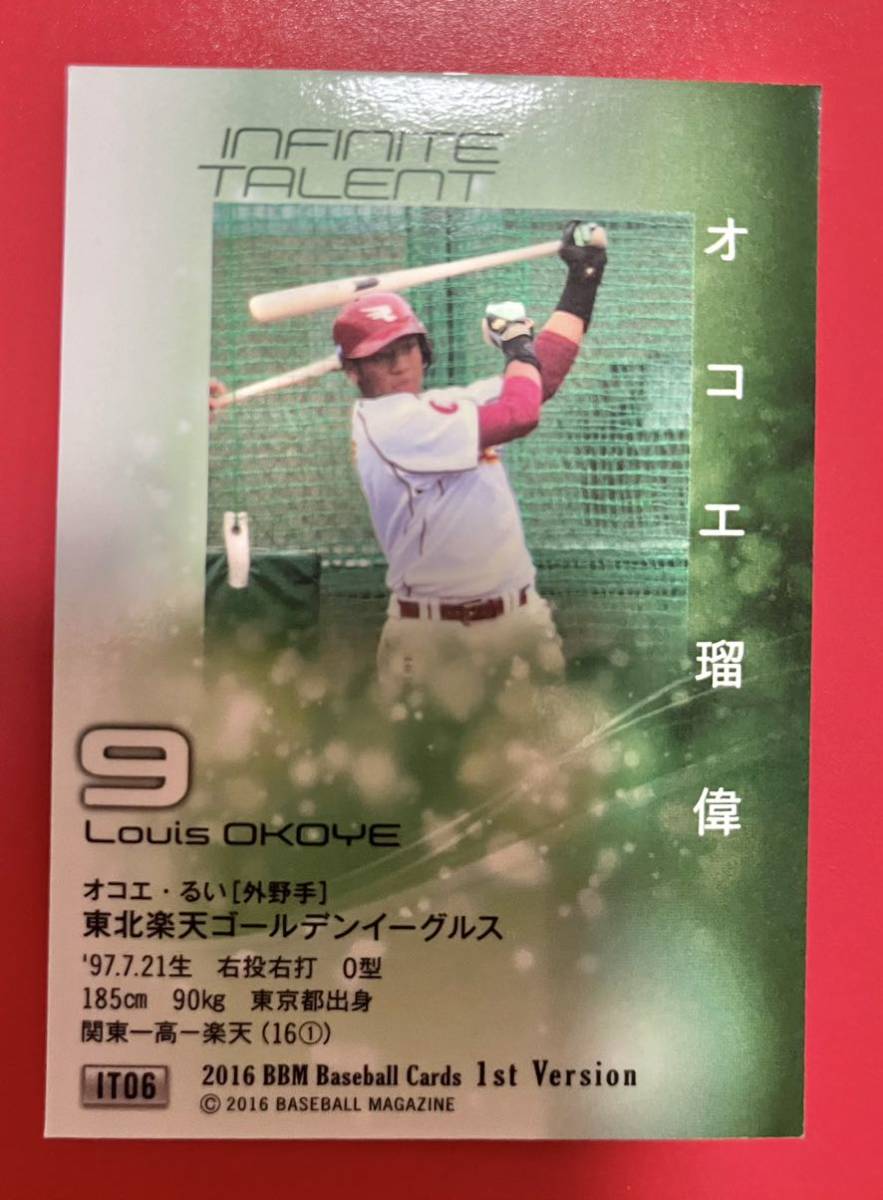 INFINITE
TALENT
オコエ瑠偉
9
Louis OKOYE
オコエ・るい[外野手]
東北楽天ゴールデンイーグルス
'97.7.21生 右投右打 O型
185cm 90kg 東京都出身
関東一高ー楽天(16①)
IT06
2016 BBM Baseball Cards 1st Version
© 2016 BASEBALL MAGAZINE